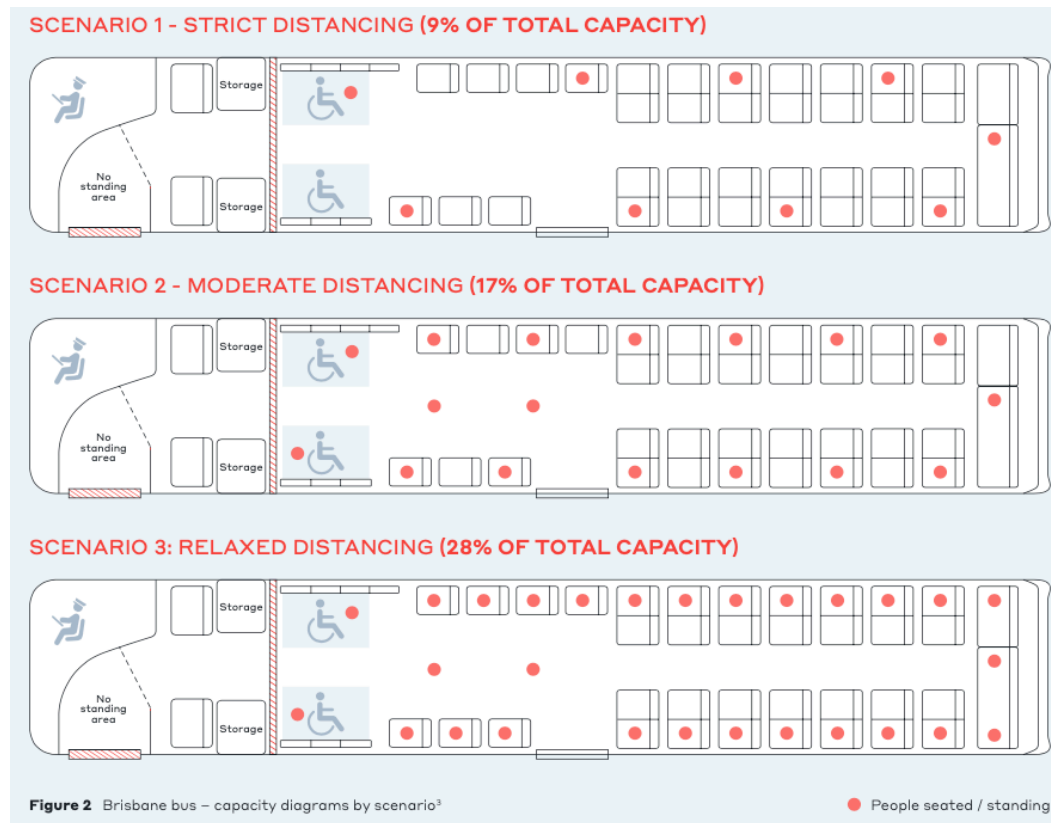 SCENARIO 1 - STRICT DISTANCING (9% OF TOTAL CAPACITY)
Storage
No
standing
area
Storage
SCENARIO 2 - MODERATE DISTANCING (17% OF TOTAL CAPACITY)
Storage
No
standing
area
Storage
SCENARIO 3: RELAXED DISTANCING (28% OF TOTAL CAPACITY)
Storage
No
standing
area
Storage
Figure 2 Brisbane bus – capacity diagrams by scenario³
People seated / standing